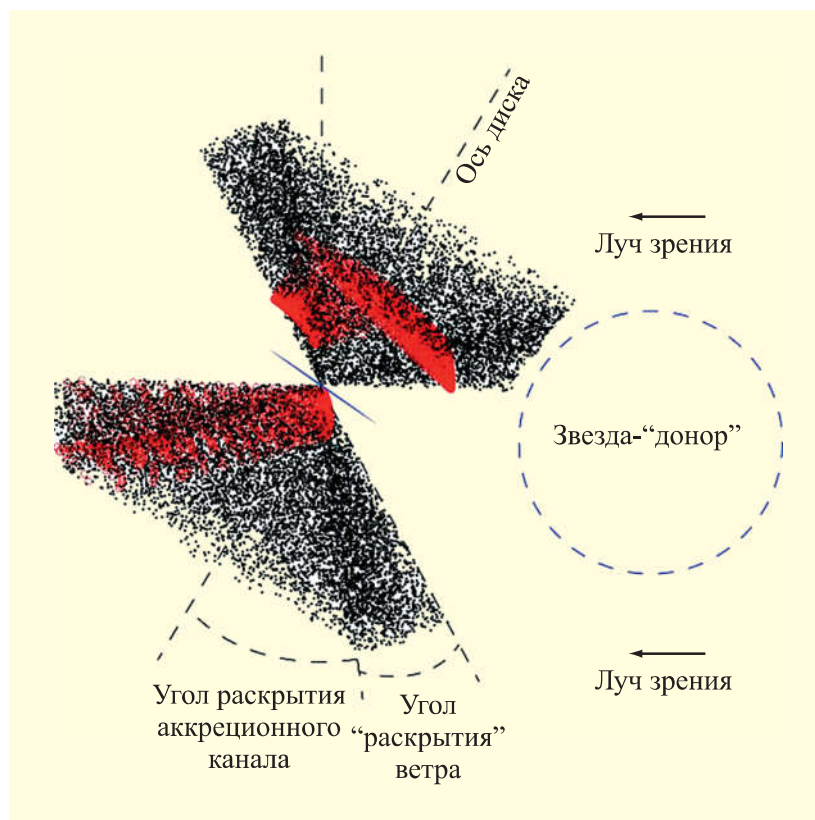 Ось диска
Луч зрения
Звезда-“донор”
Луч зрения
Угол раскрытия
аккреционного
канала
Угол
“раскрытия”
ветра